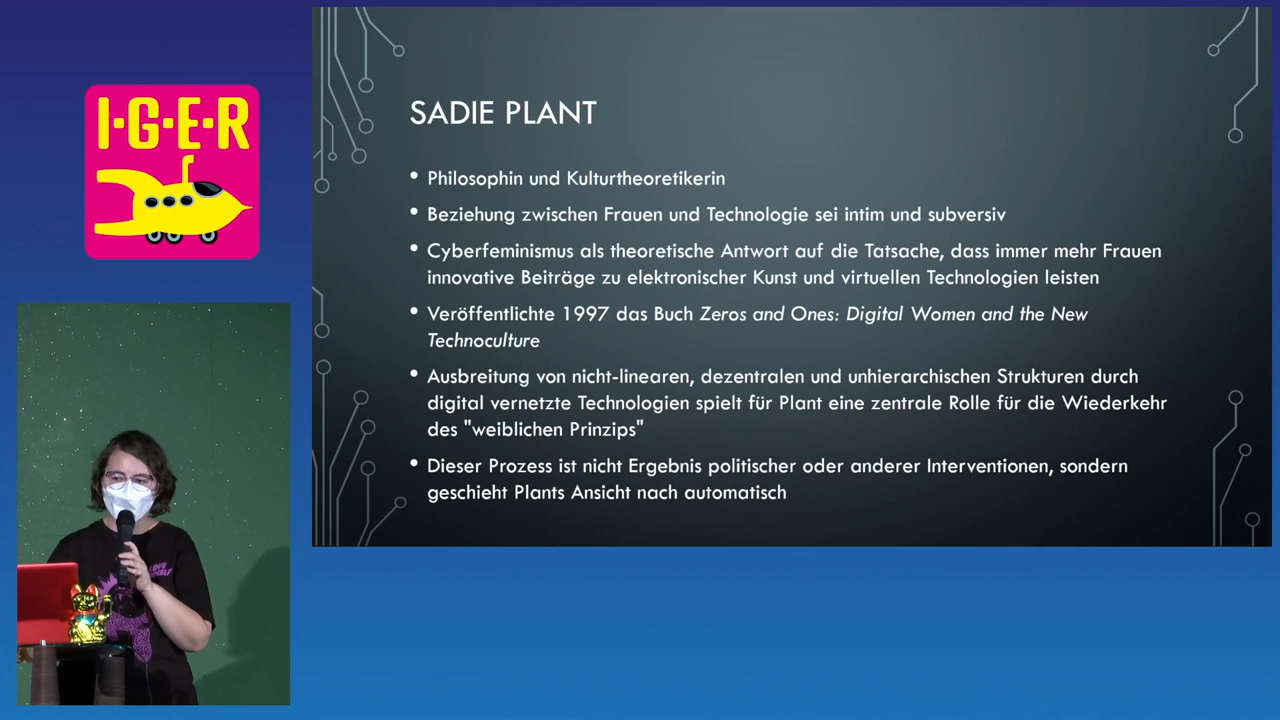 I·G·E·R
SADIE PLANT
• Philosophin und Kulturtheoretikerin
• Beziehung zwischen Frauen und Technologie sei intim und subversiv
• Cyberfeminismus als theoretische Antwort auf die Tatsache, dass immer mehr Frauen
innovative Beiträge zu elektronischer Kunst und virtuellen Technologien leisten
• Veröffentlichte 1997 das Buch Zeros and Ones: Digital Women and the New
Technoculture
• Ausbreitung von nicht-linearen, dezentralen und unhierarchischen Strukturen durch
digital vernetzte Technologien spielt für Plant eine zentrale Rolle für die Wiederkehr
des "weiblichen Prinzips"
• Dieser Prozess ist nicht Ergebnis politischer oder anderer Interventionen, sondern
geschieht Plants Ansicht nach automatisch